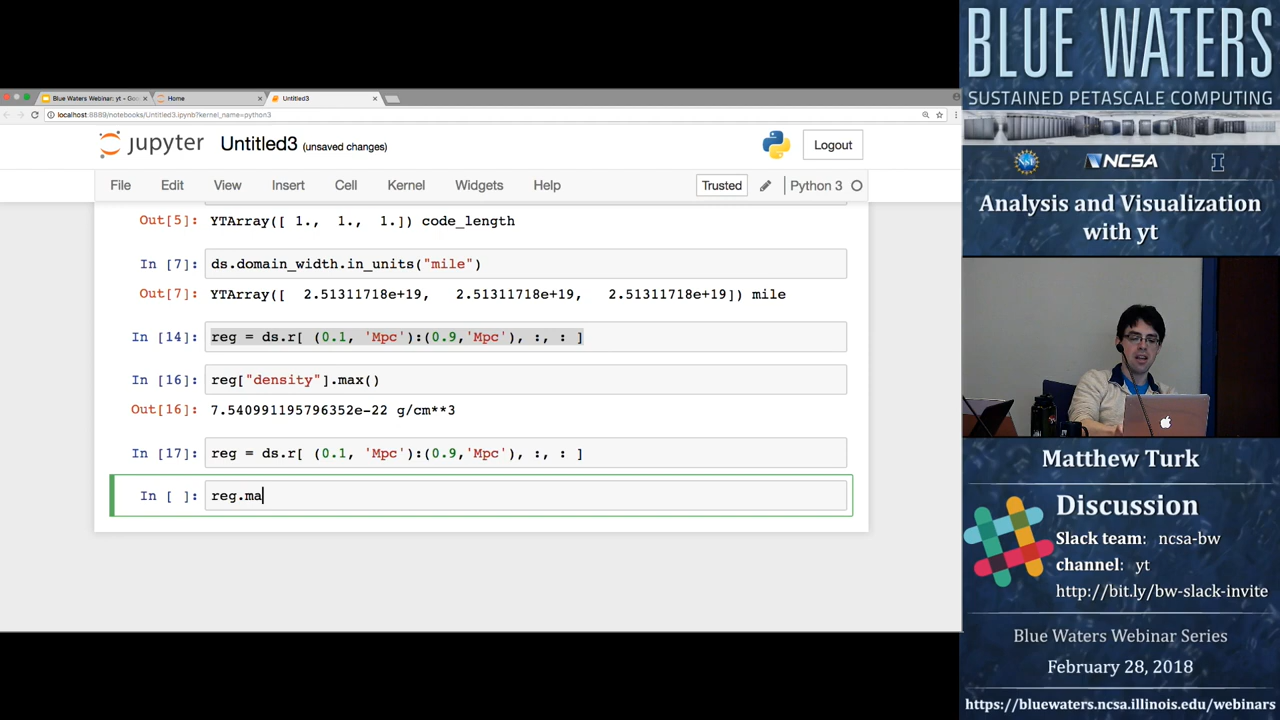 BLUE WATERS
SUSTAINED PETASCALE COMPUTING
NCSA
Analysis and Visualization
with yt
Blue Waters Webinar: yt - Goo
Home
Untitled3
localhost:8889/notebooks/Untitled3.ipynb?kernel_name=python3
jupyter Untitled3 (unsaved changes)
Logout
File Edit View Insert Cell Kernel Widgets Help
Trusted Python 3
Out[5]: YTArray([ 1., 1., 1.]) code_length
In [7]: ds.domain_width.in_units("mile")
Out[7]: YTArray([ 2.51311718e+19, 2.51311718e+19, 2.51311718e+19]) mile
In [14]: reg = ds.r[ (0.1, 'Mpc'):(0.9,'Mpc'), :, : ]
In [16]: reg["density"].max()
Out[16]: 7.540991195796352e-22 g/cm**3
In [17]: reg = ds.r[ (0.1, 'Mpc'):(0.9,'Mpc'), :, : ]
In [ ]: reg.ma
Matthew Turk
Discussion
Slack team: ncsa-bw
channel: yt
http://bit.ly/bw-slack-invite
Blue Waters Webinar Series
February 28, 2018
https://bluewaters.ncsa.illinois.edu/webinars